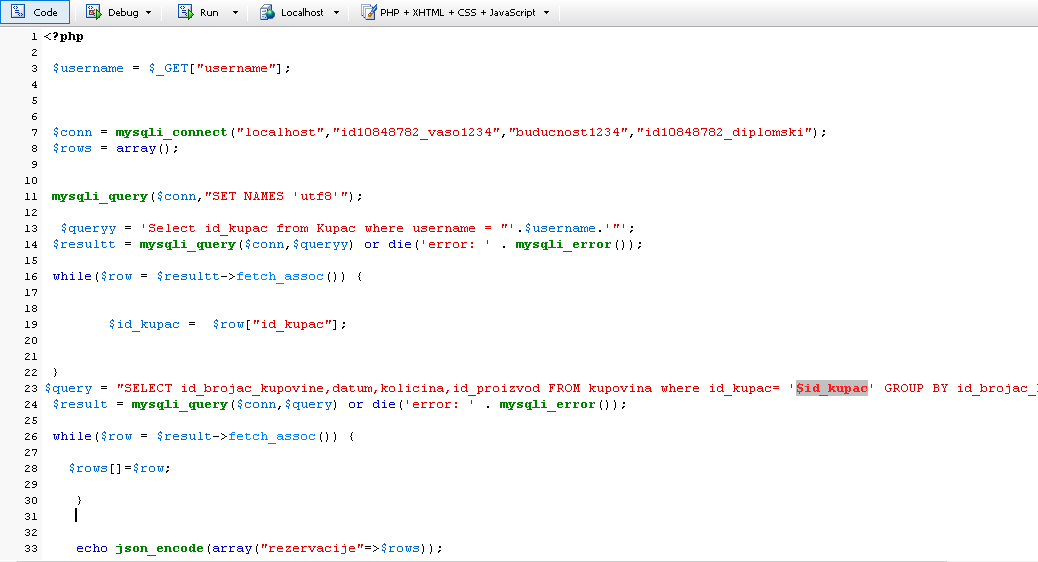 Code Debug Run Localhost PHP + XHTML + CSS + JavaScript
1 <?php
2
3 $username = $_GET["username"];
4
5
6
7 $conn = mysqli_connect("localhost","id10848782_vaso1234","buducnost1234","id10848782_diplomski");
8 $rows = array();
9
10
11 mysqli_query($conn,"SET NAMES 'utf8'");
12
13 $queryy = 'Select id_kupac from Kupac where username = "'.$username.'"';
14 $resultt = mysqli_query($conn,$queryy) or die('error: ' . mysqli_error());
15
16 while($row = $resultt->fetch_assoc()) {
17
18
19 $id_kupac = $row["id_kupac"];
20
21
22 }
23 $query = "SELECT id_brojac_kupovine,datum,kolicina,id_proizvod FROM kupovina where id_kupac= '$id_kupac' GROUP BY id_brojac_
24 $result = mysqli_query($conn,$query) or die('error: ' . mysqli_error());
25
26 while($row = $result->fetch_assoc()) {
27
28 $rows[]=$row;
29
30 }
31
32
33 echo json_encode(array("rezervacije"=>$rows));